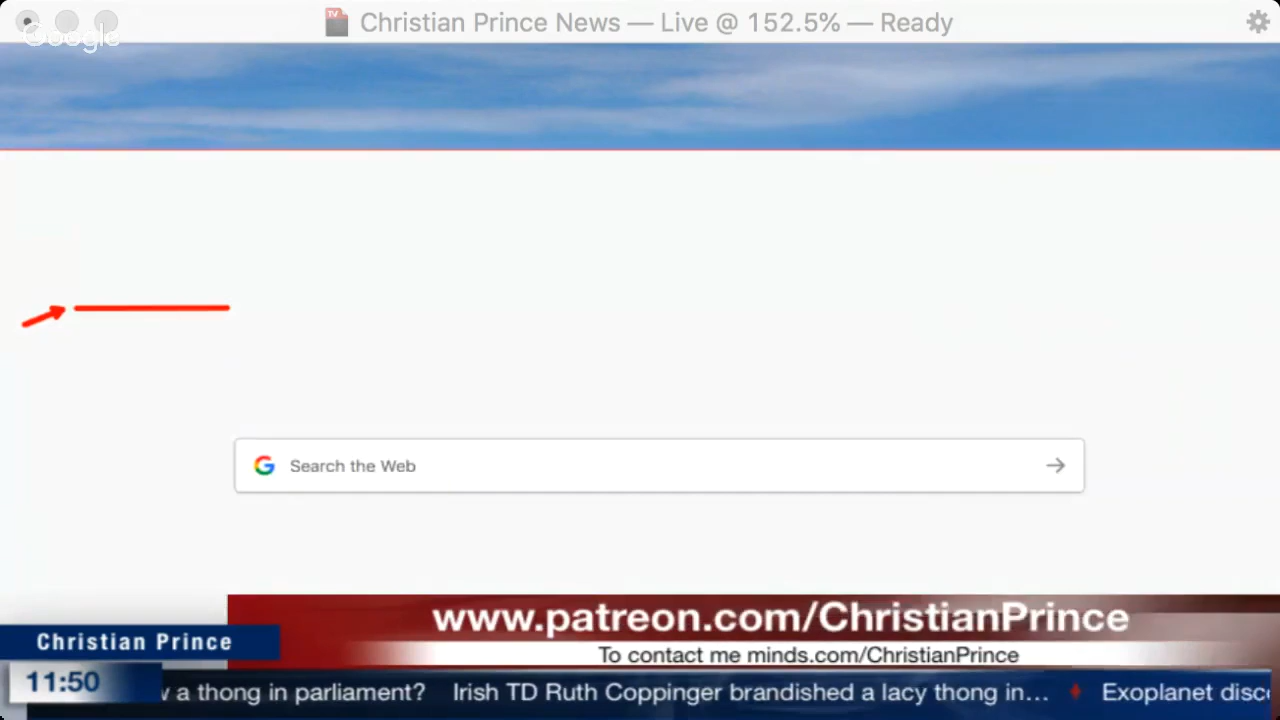 Christian Prince News — Live @ 152.5% — Ready
Google
TV
G Search the Web
www.patreon.com/ChristianPrince
To contact me minds.com/ChristianPrince
Christian Prince
11:50
a thong in parliament? Irish TD Ruth Coppinger brandished a lacy thong in... Exoplanet